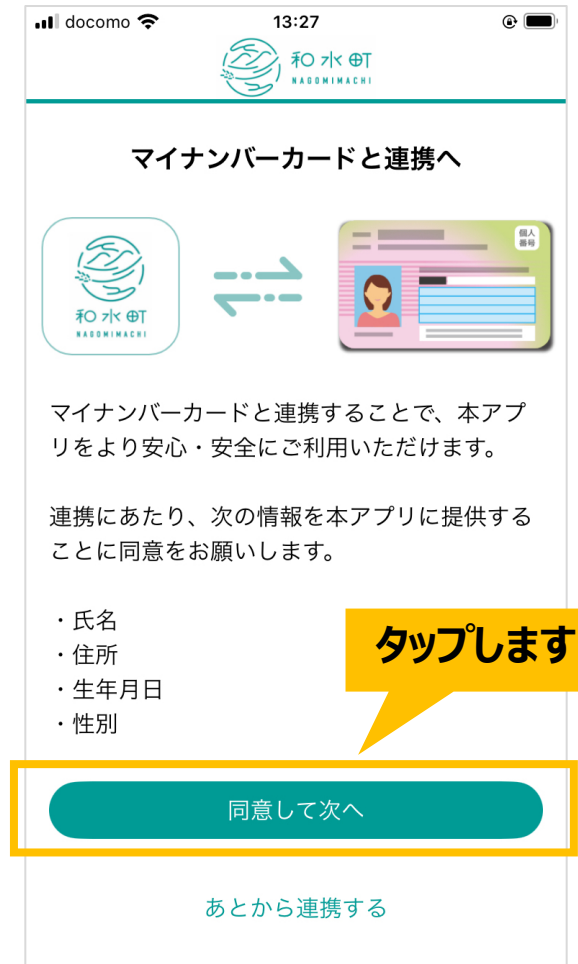 docomo 13:27
和水町
NAGOMIMACHI
マイナンバーカードと連携へ
個人
番号
和水町
NAGOMIMACHI
マイナンバーカードと連携することで、本アプ
リをより安心・安全にご利用いただけます。
連携にあたり、次の情報を本アプリに提供する
ことに同意をお願いします。
・氏名
・住所
・生年月日
・性別
タップします
同意して次へ
あとから連携する